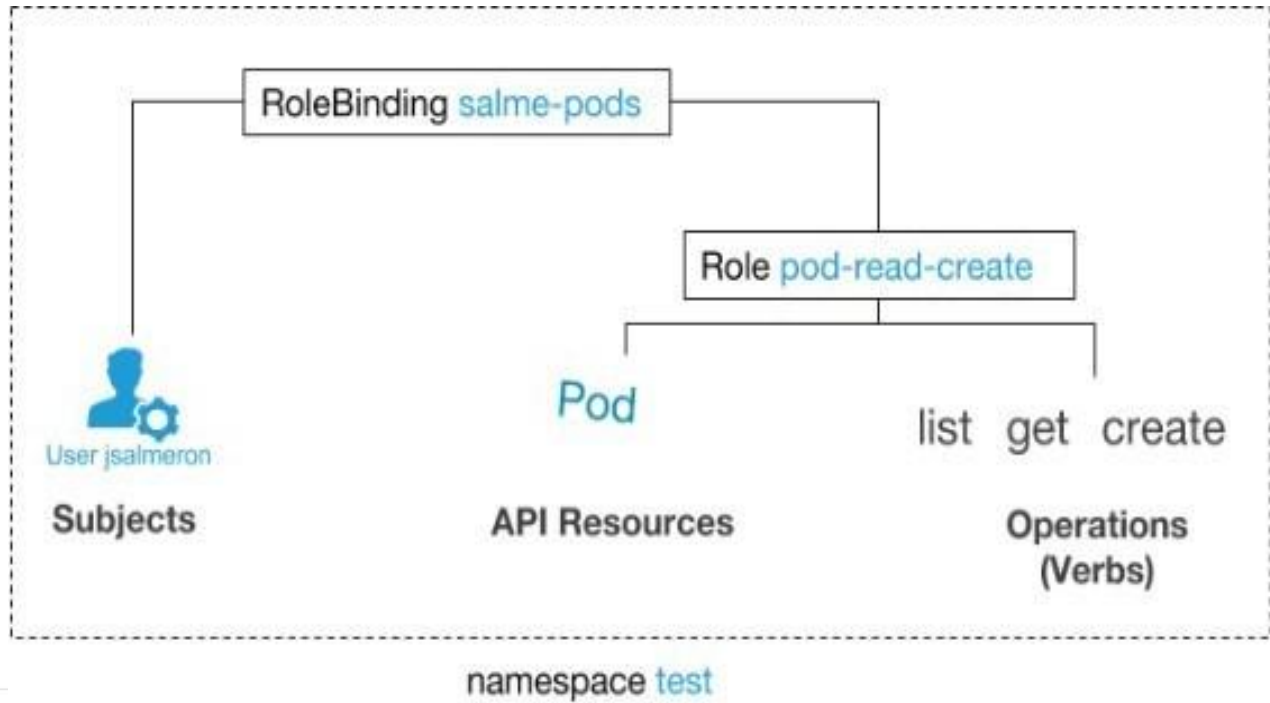 RoleBinding salme-pods
Role pod-read-create
Pod
list get create
User jsalmeron
Subjects
API Resources
Operations
(Verbs)
namespace test